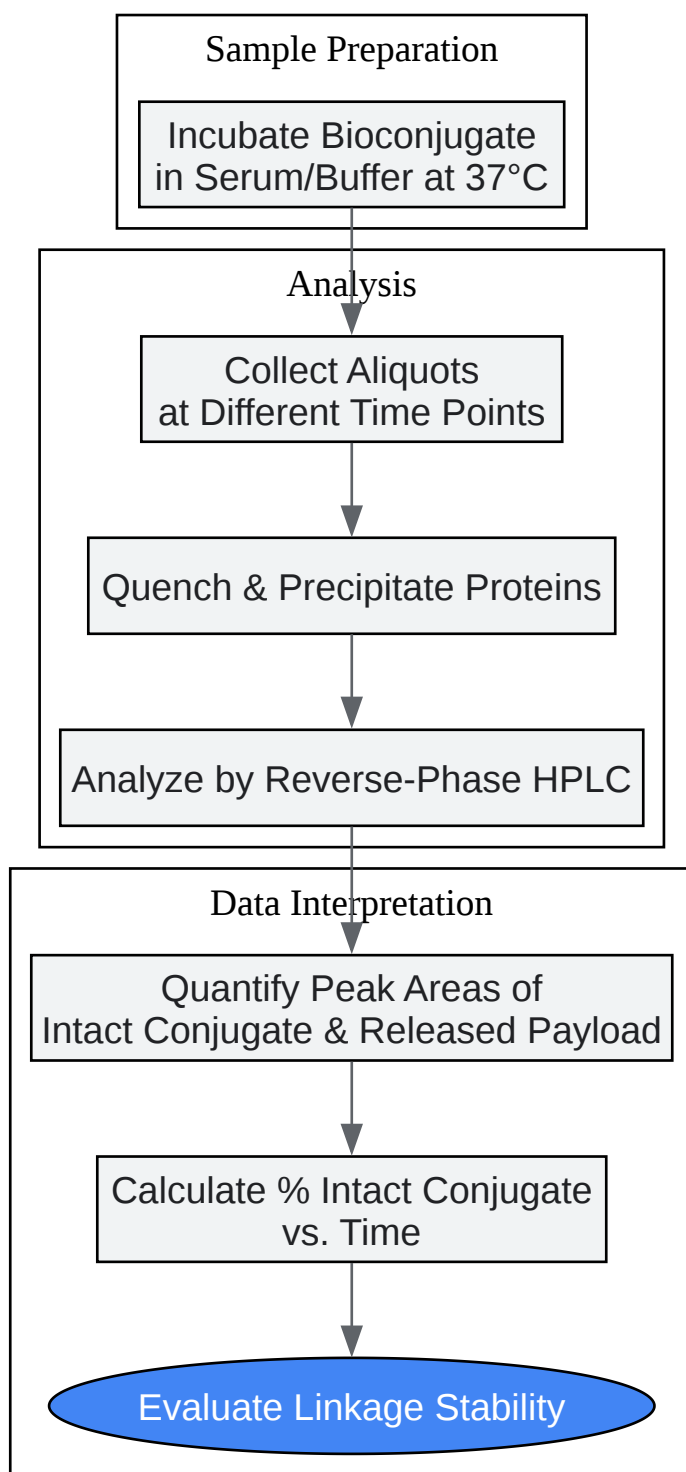 Sample Preparation
Incubate Bioconjugate
in Serum/Buffer at 37°C
Analysis
Collect Aliquots
at Different Time Points
Quench & Precipitate Proteins
Analyze by Reverse-Phase HPLC
Data Interpretation
Quantify Peak Areas of
Intact Conjugate & Released Payload
Calculate % Intact Conjugate
vs. Time
Evaluate Linkage Stability